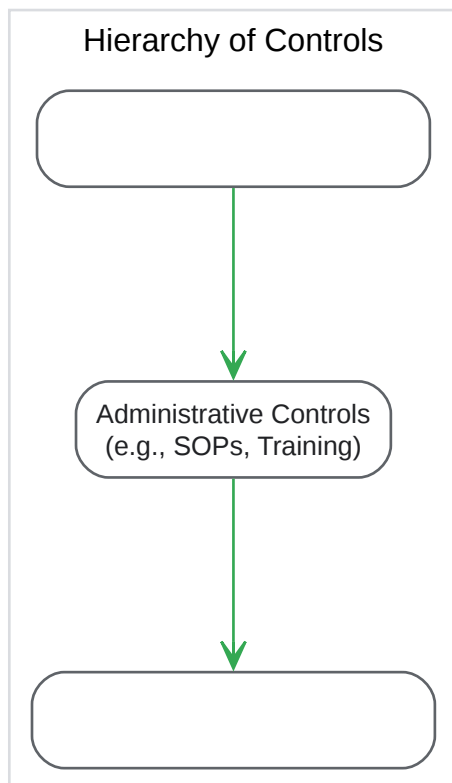 Hierarchy of Controls
Administrative Controls
(e.g., SOPs, Training)